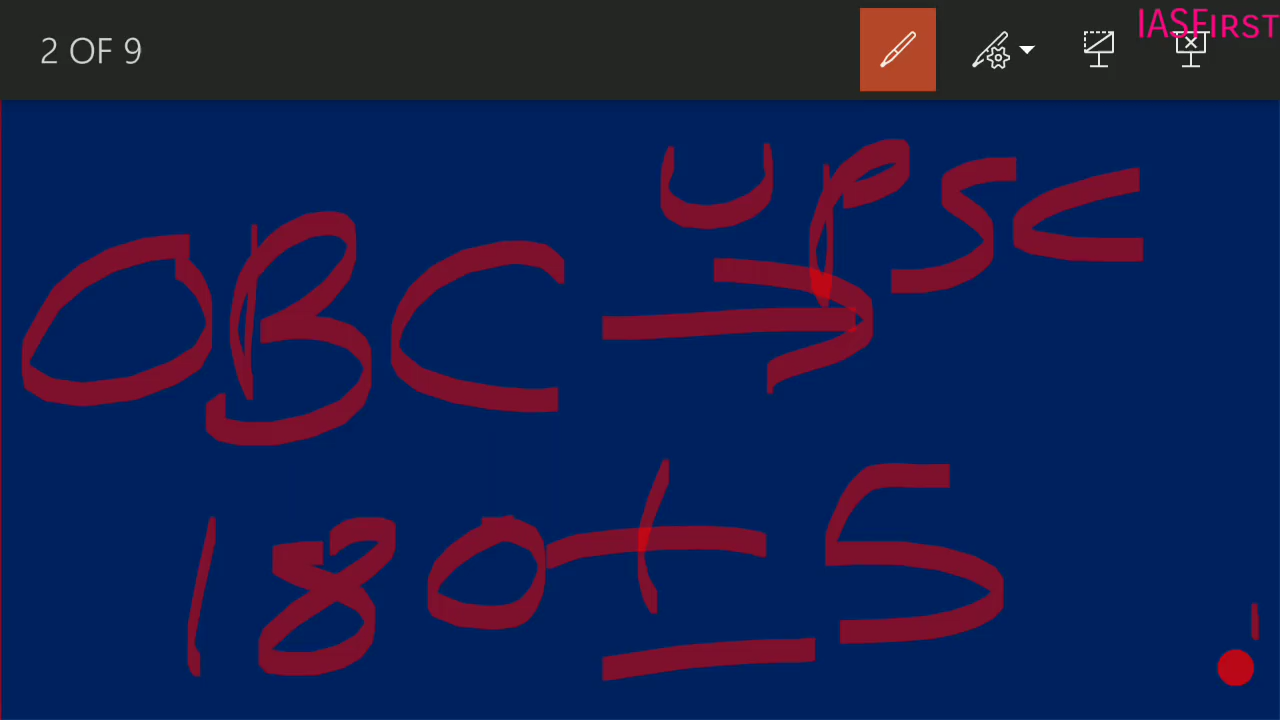 2 OF 9
IASFIRST
UPSC
OBC →
180 ± 5